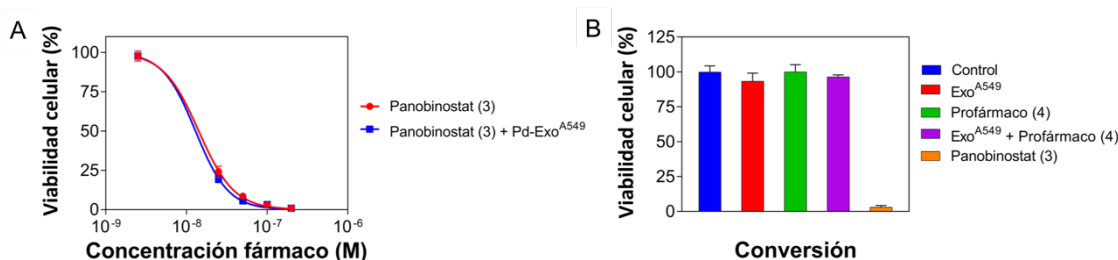 A
Viabilidad celular (%)
100
75
50
25
0
10⁻⁹
10⁻⁸
10⁻⁷
10⁻⁶
Concentración fármaco (M)
Panobinostat (3)
Panobinostat (3) + Pd-Exo^A549
B
Viabilidad celular (%)
125
100
75
50
25
0
Conversión
Control
Exo^A549
Profármaco (4)
Exo^A549 + Profármaco (4)
Panobinostat (3)